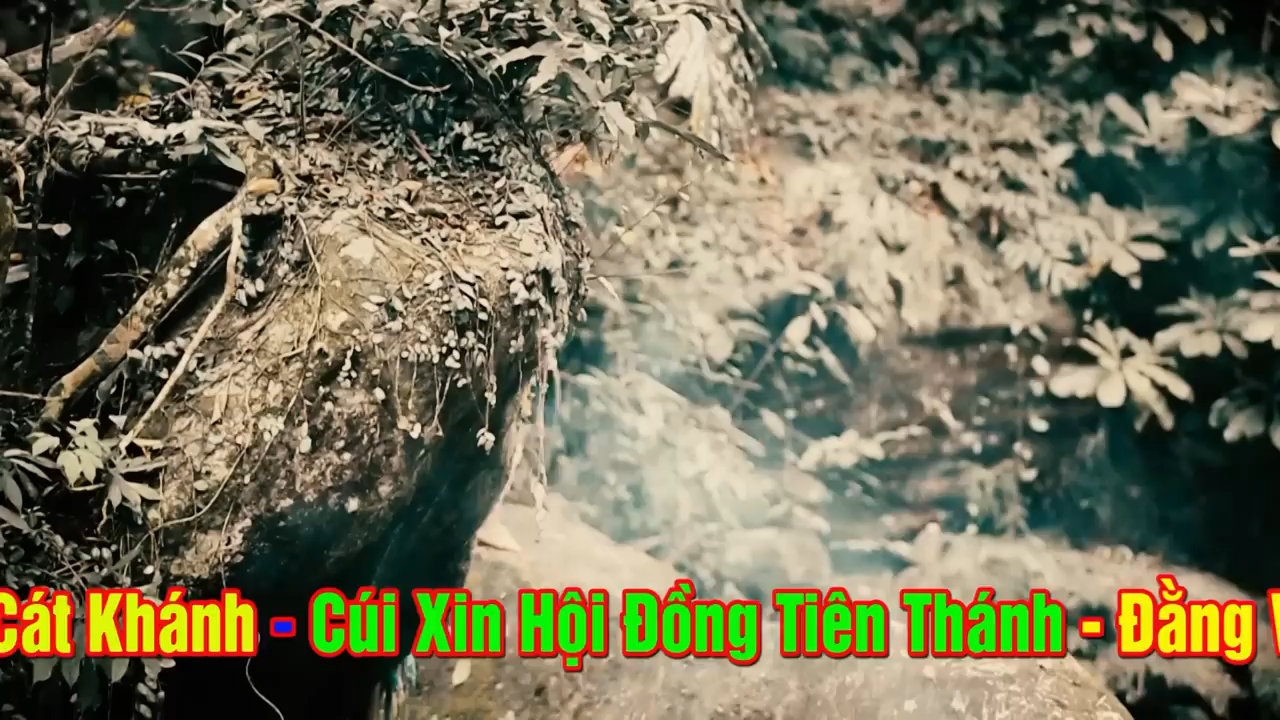 Cát Khánh - Cúi Xin Hội Đồng Tiên Thánh - Đằng